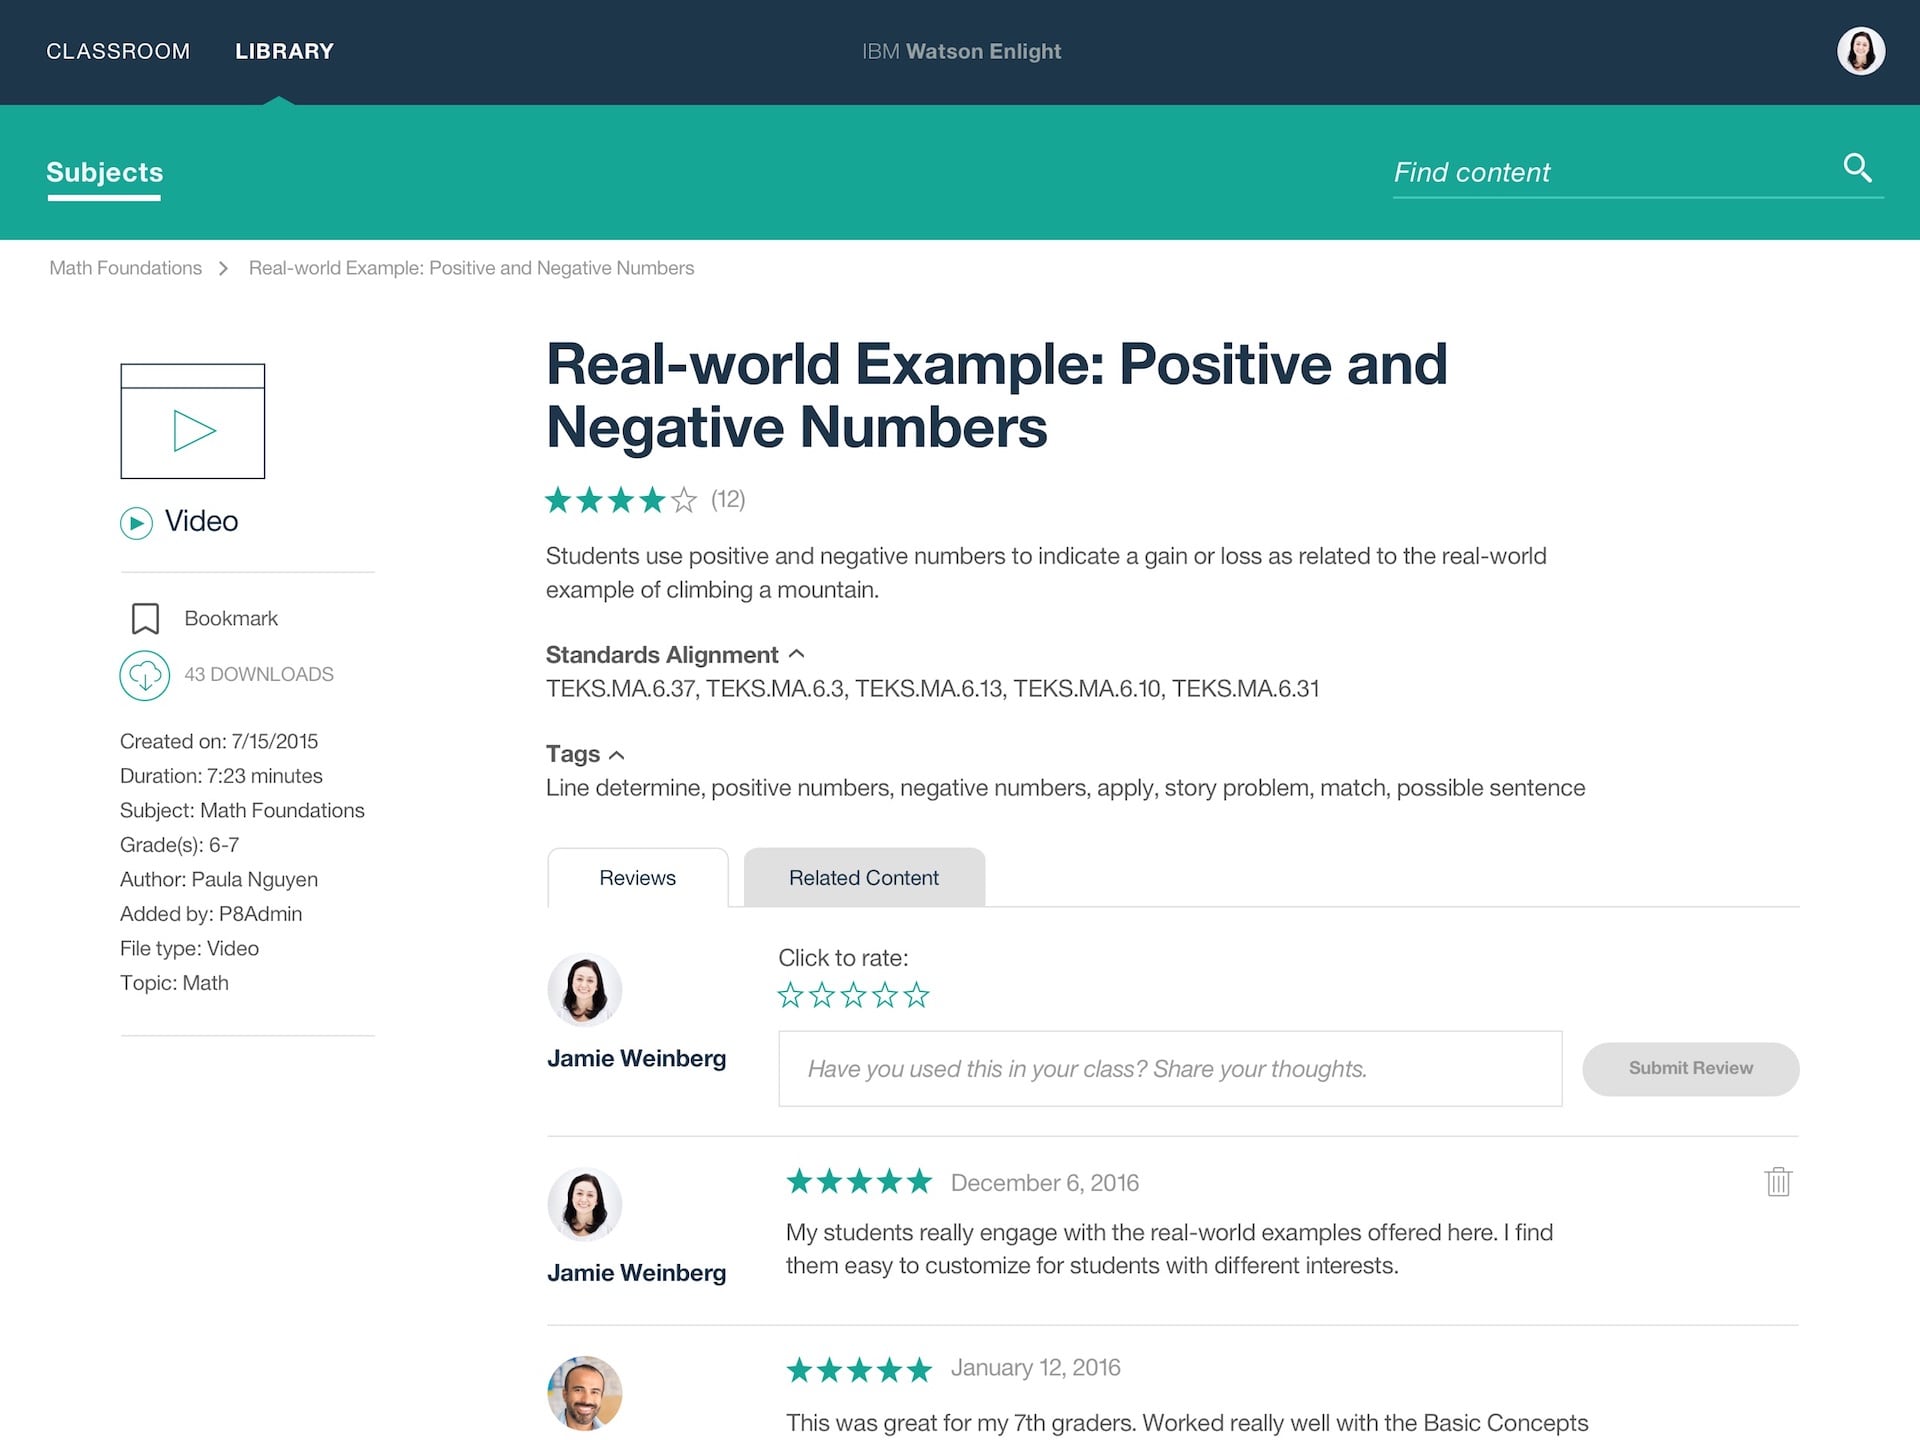 CLASSROOM LIBRARY IBM Watson Enlight
Subjects Find content
Math Foundations Real-world Example: Positive and Negative Numbers
Real-world Example: Positive and
Negative Numbers
(12)
Students use positive and negative numbers to indicate a gain or loss as related to the real-world
example of climbing a mountain.
Standards Alignment
TEKS.MA.6.37, TEKS.MA.6.3, TEKS.MA.6.13, TEKS.MA.6.10, TEKS.MA.6.31
Tags
Line determine, positive numbers, negative numbers, apply, story problem, match, possible sentence
Video
Bookmark
43 DOWNLOADS
Created on: 7/15/2015
Duration: 7:23 minutes
Subject: Math Foundations
Grade(s): 6-7
Author: Paula Nguyen
Added by: P8Admin
File type: Video
Topic: Math
Reviews Related Content
Click to rate:
Jamie Weinberg
Have you used this in your class? Share your thoughts.
Submit Review
December 6, 2016
My students really engage with the real-world examples offered here. I find
them easy to customize for students with different interests.
Jamie Weinberg
January 12, 2016
This was great for my 7th graders. Worked really well with the Basic Concepts